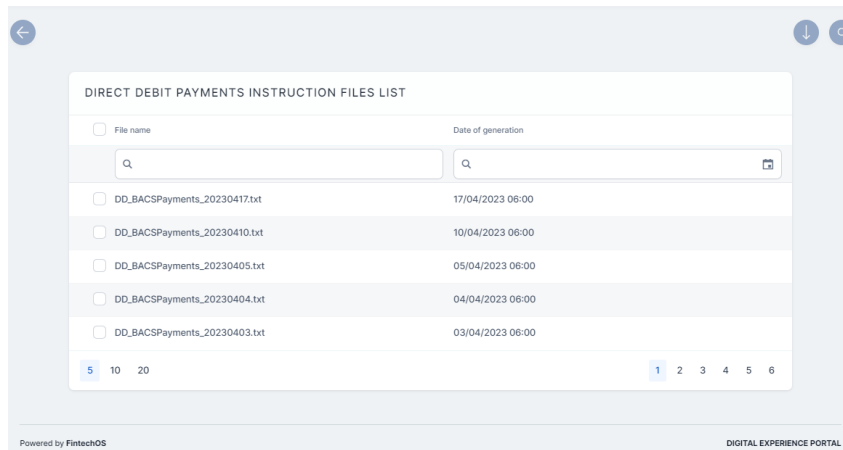 DIRECT DEBIT PAYMENTS INSTRUCTION FILES LIST
File name Date of generation
DD_BACSPayments_20230417.txt 17/04/2023 06:00
DD_BACSPayments_20230410.txt 10/04/2023 06:00
DD_BACSPayments_20230405.txt 05/04/2023 06:00
DD_BACSPayments_20230404.txt 04/04/2023 06:00
DD_BACSPayments_20230403.txt 03/04/2023 06:00
5 10 20 1 2 3 4 5 6
Powered by FintechOS DIGITAL EXPERIENCE PORTAL